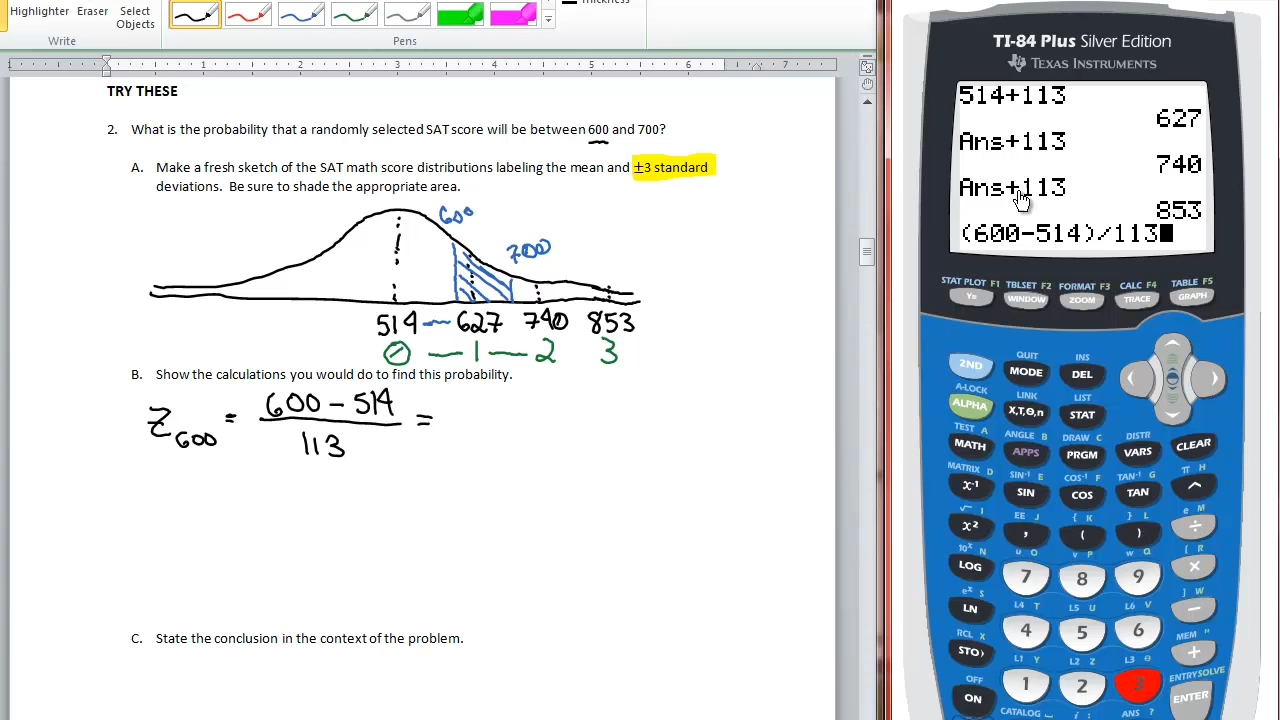 Highlighter Eraser Select Objects
Write Pens
1 1 2 3 4 5 6 7
TRY THESE
2. What is the probability that a randomly selected SAT score will be between 600 and 700?
A. Make a fresh sketch of the SAT math score distributions labeling the mean and ±3 standard
deviations. Be sure to shade the appropriate area.
600
700
514 627 740 853
0 1 2 3
B. Show the calculations you would do to find this probability.
Z600 = 600 - 514 =
113
C. State the conclusion in the context of the problem.
TI-84 Plus Silver Edition
TEXAS INSTRUMENTS
514+113
627
Ans+113
740
Ans+113
853
(600-514)/113
STAT PLOT F1 TBLSET F2 FORMAT F3 CALC F4 TABLE F5
Y= WINDOW ZOOM TRACE GRAPH
QUIT INS
2ND MODE DEL
A-LOCK LINK LIST
ALPHA X,T,Θ,n STAT
TEST A ANGLE B DRAW C DISTR
MATH APPS PRGM VARS CLEAR
MATRIX D SIN-1 E COS-1 F TAN-1 G π H
x-1 SIN COS TAN ^
√ I EE J { K } L e M
x² , ( ) ÷
10x N u O v P w Q [ R
LOG 7 8 9 ×
ex S L4 T L5 U L6 V ] W
LN 4 5 6 −
RCL X L1 Y L2 Z L3 Θ MEM "
STO› 1 2 3 +
OFF CATALOG i : ANS ? ENTRY SOLVE
ON ENTER